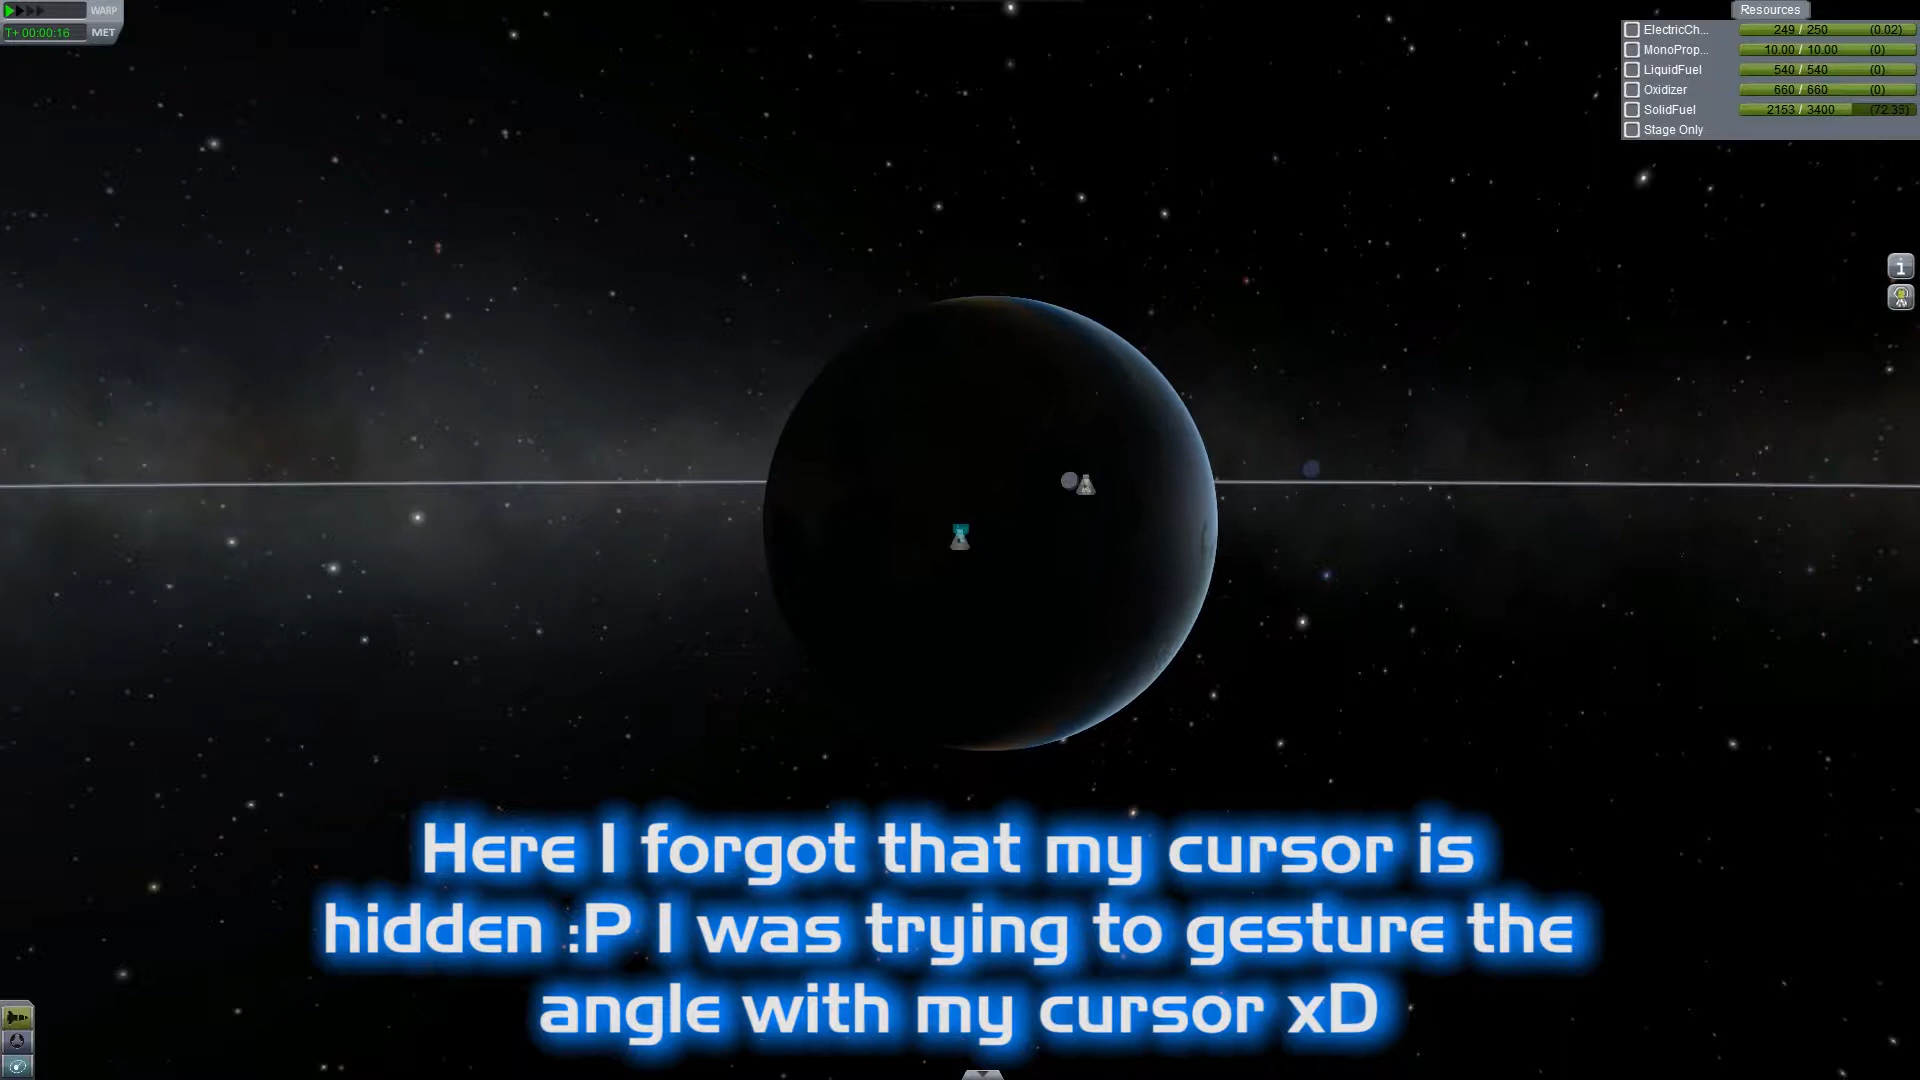 WARP
T+ 00:00:16 MET
Resources
ElectricCh... 249 / 250 (0.02)
MonoProp... 10.00 / 10.00 (0)
LiquidFuel 540 / 540 (0)
Oxidizer 660 / 660 (0)
SolidFuel 2153 / 3400 (72.33)
Stage Only
Here I forgot that my cursor is
hidden :P I was trying to gesture the
angle with my cursor xD